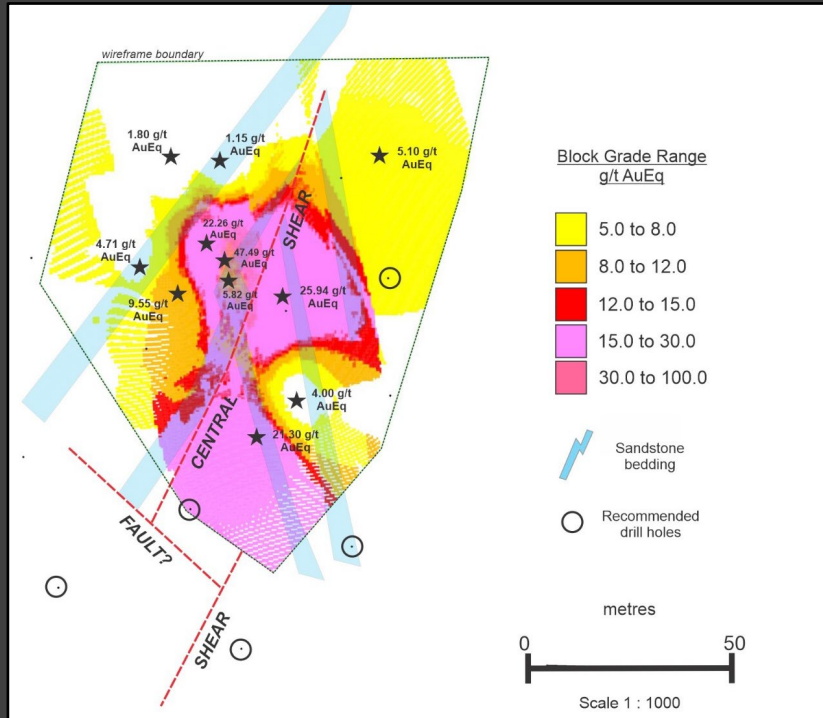 wireframe boundary
1.80 g/t
AuEq
1.15 g/t
AuEq
5.10 g/t
AuEq
22.26 g/t
AuEq
SHEAR
4.71 g/t
AuEq
47.49 g/t
AuEq
5.82 g/t
AuEq
9.55 g/t
AuEq
25.94 g/t
AuEq
4.00 g/t
AuEq
CENTRAL
21.30 g/t
AuEq
FAULT?
SHEAR
Block Grade Range
g/t AuEq
5.0 to 8.0
8.0 to 12.0
12.0 to 15.0
15.0 to 30.0
30.0 to 100.0
Sandstone
bedding
Recommended
drill holes
metres
0
50
Scale 1 : 1000